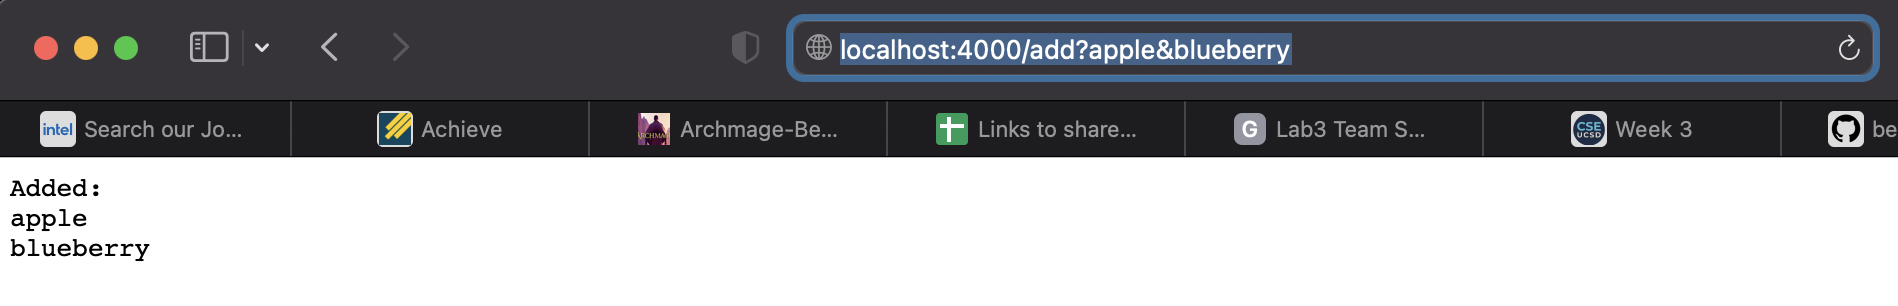 localhost:4000/add?apple&blueberry
intel Search our Jo...
Achieve
ARCHMAGE Archmage-Be...
Links to share...
G Lab3 Team S...
CSE UCSD Week 3
be
Added:
apple
blueberry